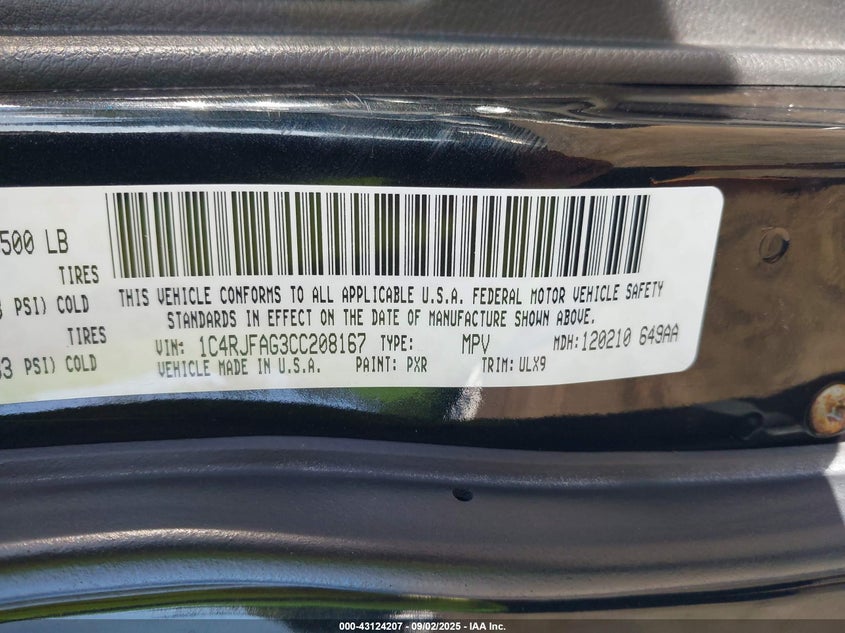 500 LB
TIRES
PSI) COLD
TIRES
33 PSI) COLD
THIS VEHICLE CONFORMS TO ALL APPLICABLE U.S.A. FEDERAL MOTOR VEHICLE SAFETY
STANDARDS IN EFFECT ON THE DATE OF MANUFACTURE SHOWN ABOVE.
VIN: 1C4RJFAG3CC208167 TYPE: MPV MDH:120210 649AA
VEHICLE MADE IN U.S.A. PAINT: PXR TRIM: ULX9
000-43124207 - 09/02/2025 - IAA Inc.